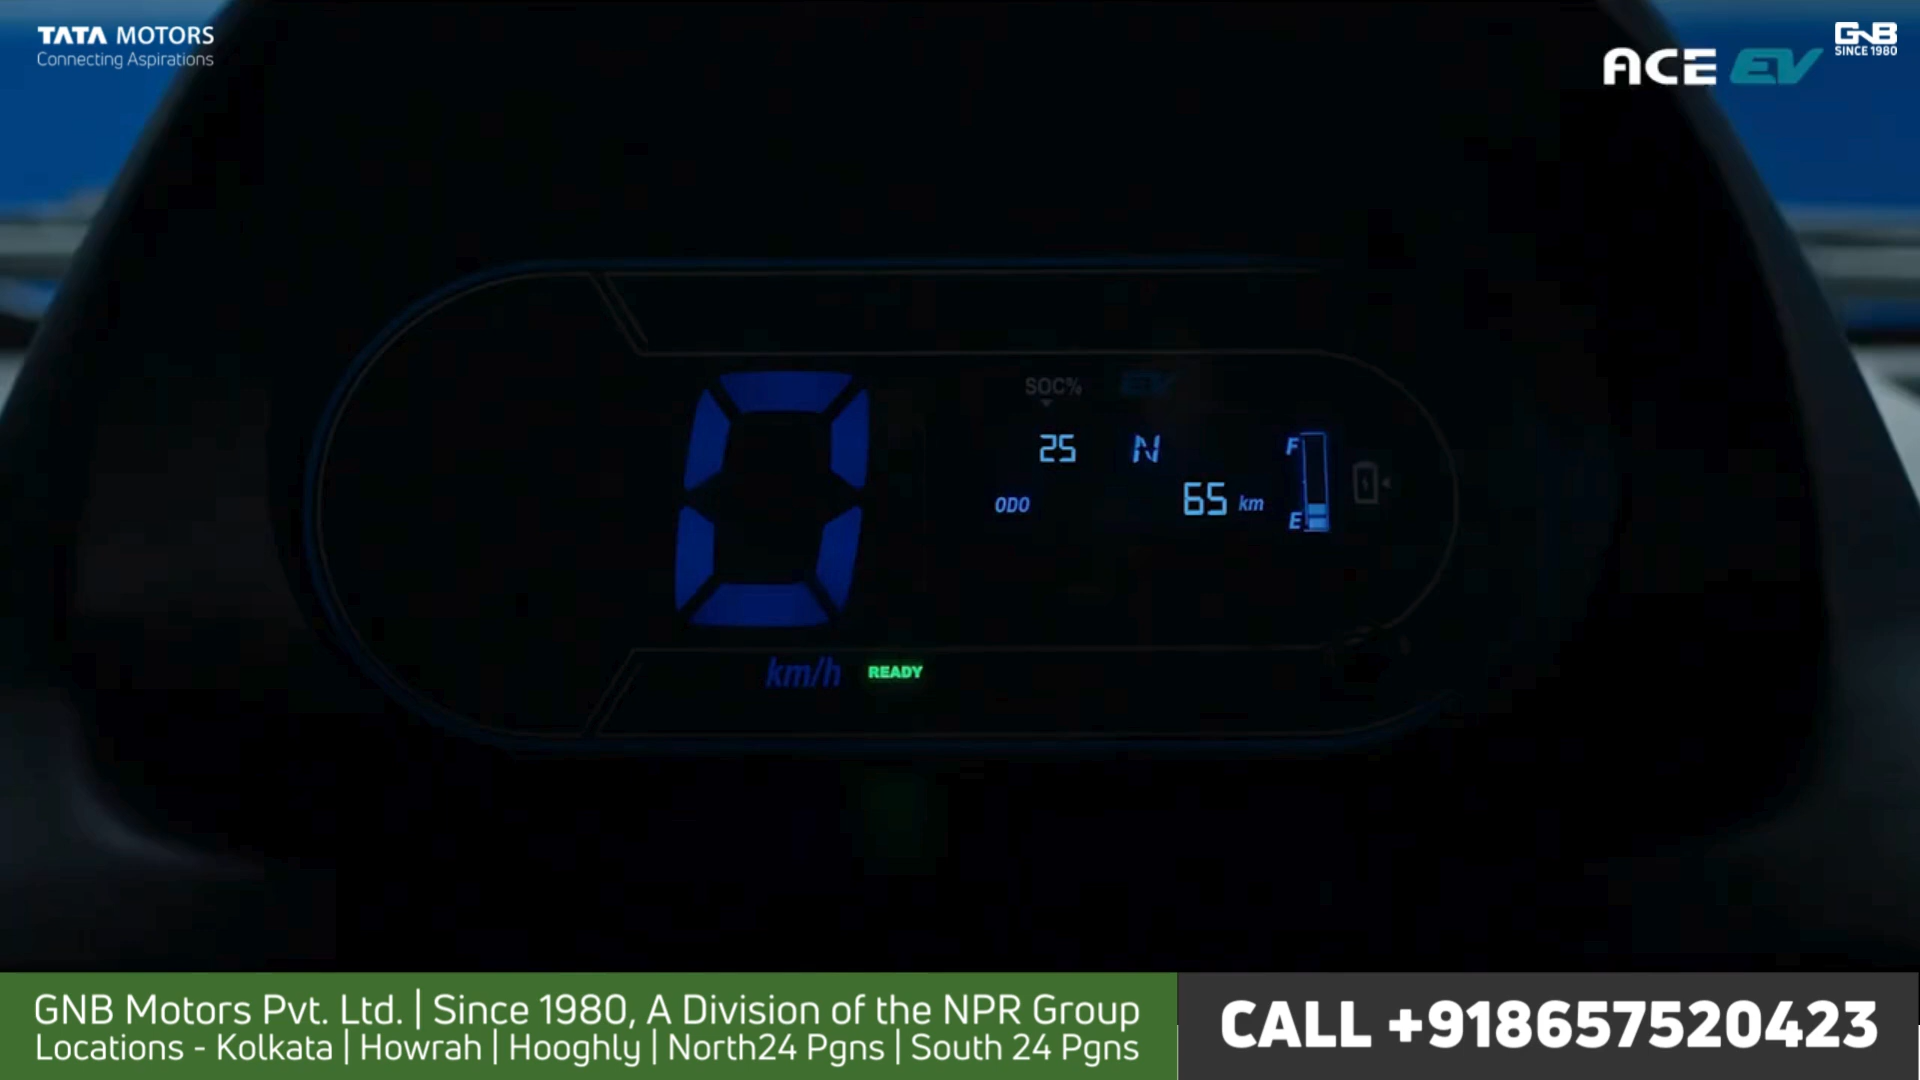 TATA MOTORS
Connecting Aspirations
ACE EV
GNB
SINCE 1980
SOC% EV
25 N
F
ODO 65 km
E
0
km/h READY
GNB Motors Pvt. Ltd. | Since 1980, A Division of the NPR Group
Locations - Kolkata | Howrah | Hooghly | North24 Pgns | South 24 Pgns
CALL +918657520423